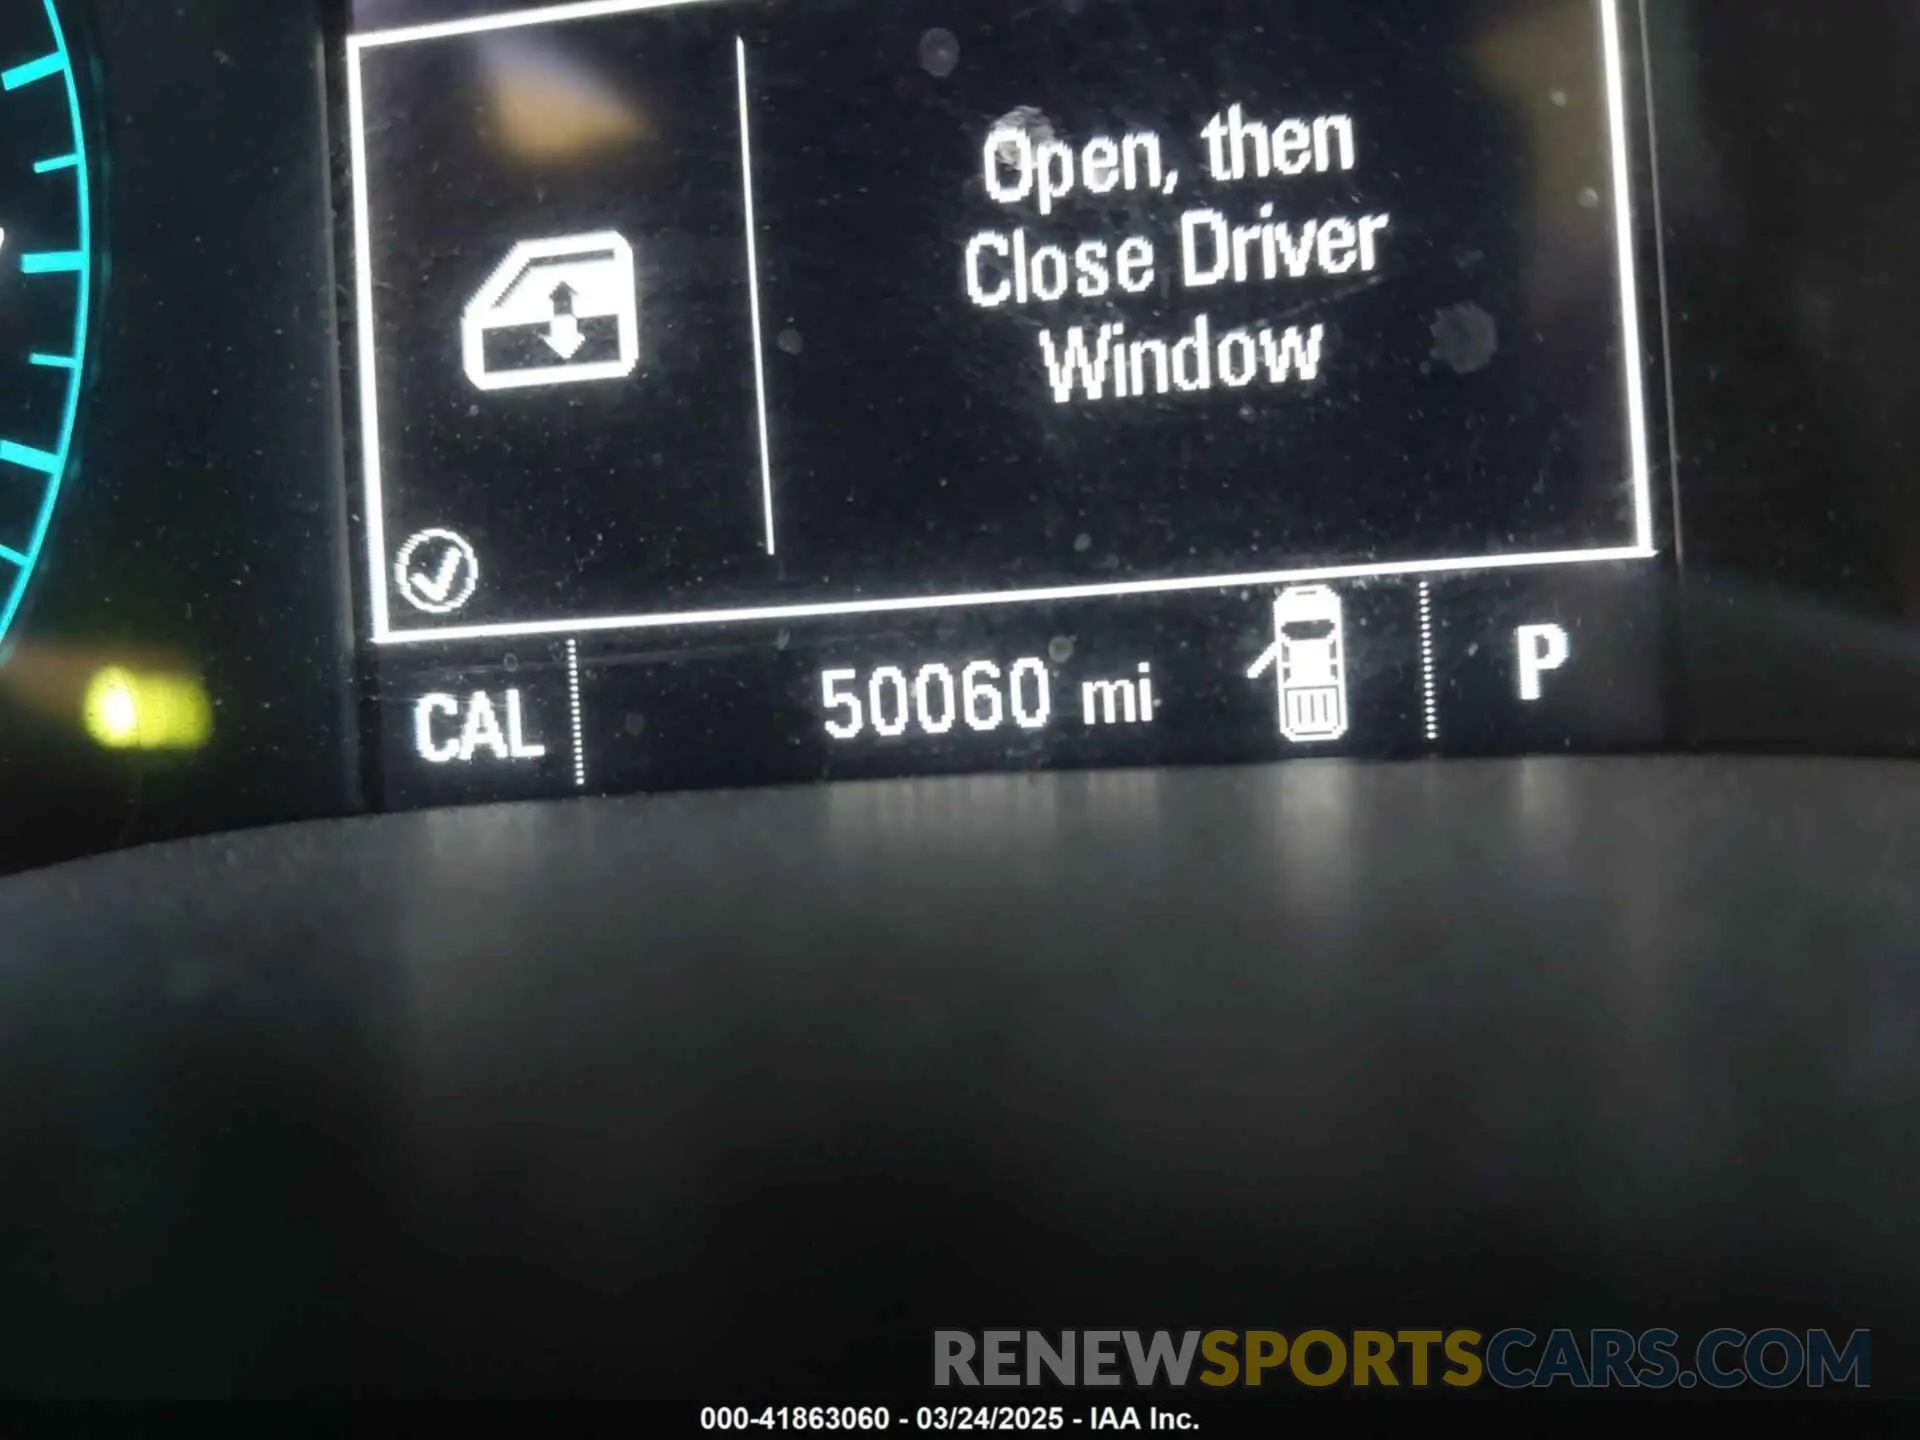 Open, then
Close Driver
Window
CAL
50060 mi
P
RENEWSPORTSCARS.COM
000-41863060 - 03/24/2025 - IAA Inc.